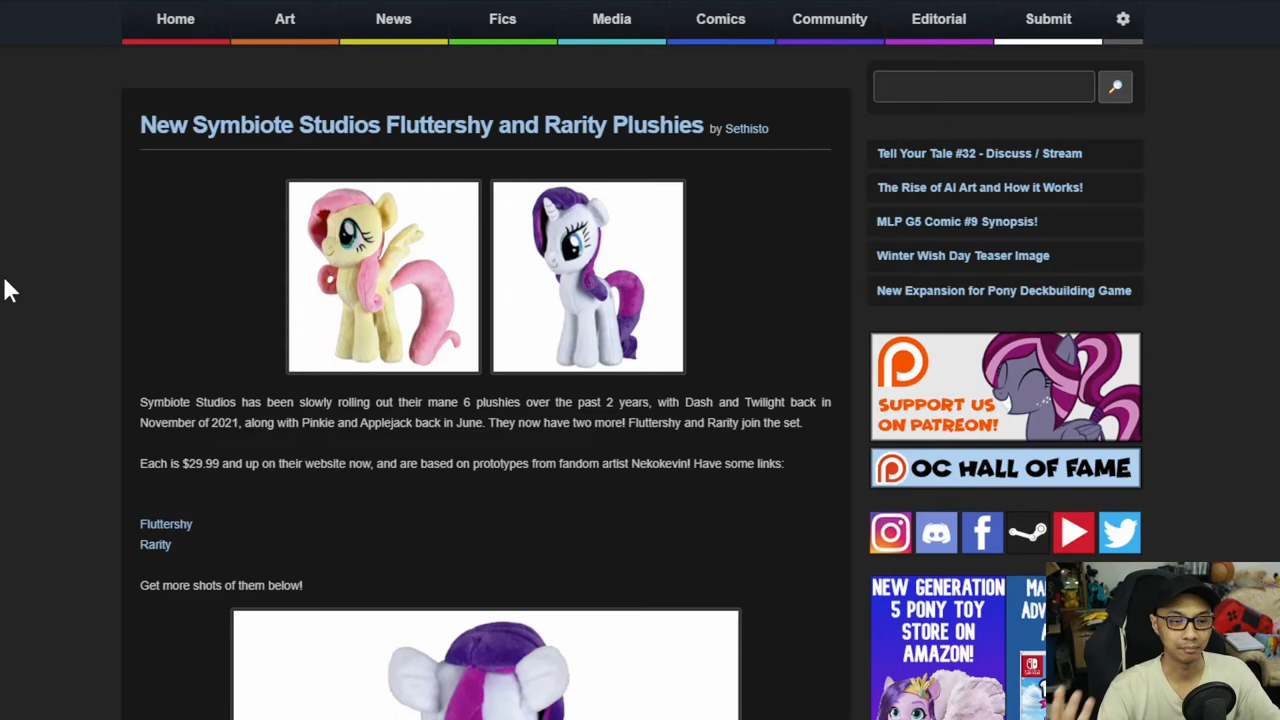 Home Art News Fics Media Comics Community Editorial Submit
New Symbiote Studios Fluttershy and Rarity Plushies by Sethisto
Symbiote Studios has been slowly rolling out their mane 6 plushies over the past 2 years, with Dash and Twilight back in
November of 2021, along with Pinkie and Applejack back in June. They now have two more! Fluttershy and Rarity join the set.
Each is $29.99 and up on their website now, and are based on prototypes from fandom artist Nekokevin! Have some links:
Fluttershy
Rarity
Get more shots of them below!
Tell Your Tale #32 - Discuss / Stream
The Rise of AI Art and How it Works!
MLP G5 Comic #9 Synopsis!
Winter Wish Day Teaser Image
New Expansion for Pony Deckbuilding Game
SUPPORT US
ON PATREON!
OC HALL OF FAME
NEW GENERATION
5 PONY TOY
STORE ON
AMAZON!